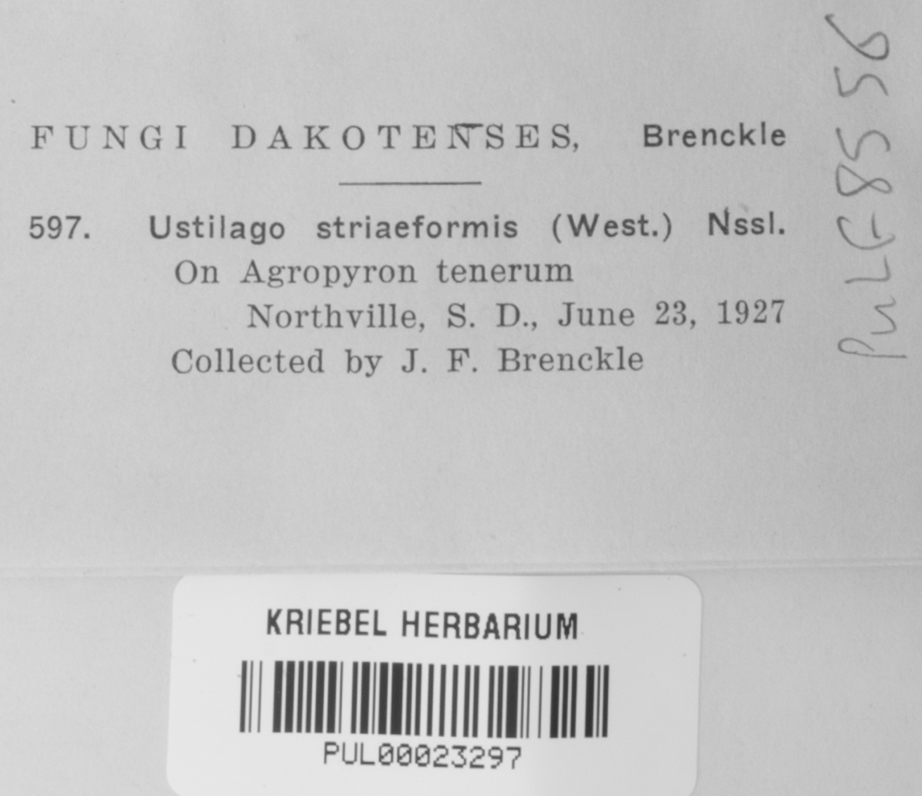 FUNGI DAKOTENSES, Brenckle
597. Ustilago striaeformis (West.) Nssl.
On Agropyron tenerum
Northville, S. D., June 23, 1927
Collected by J. F. Brenckle
PuLF8556
KRIEBEL HERBARIUM
PUL00023297